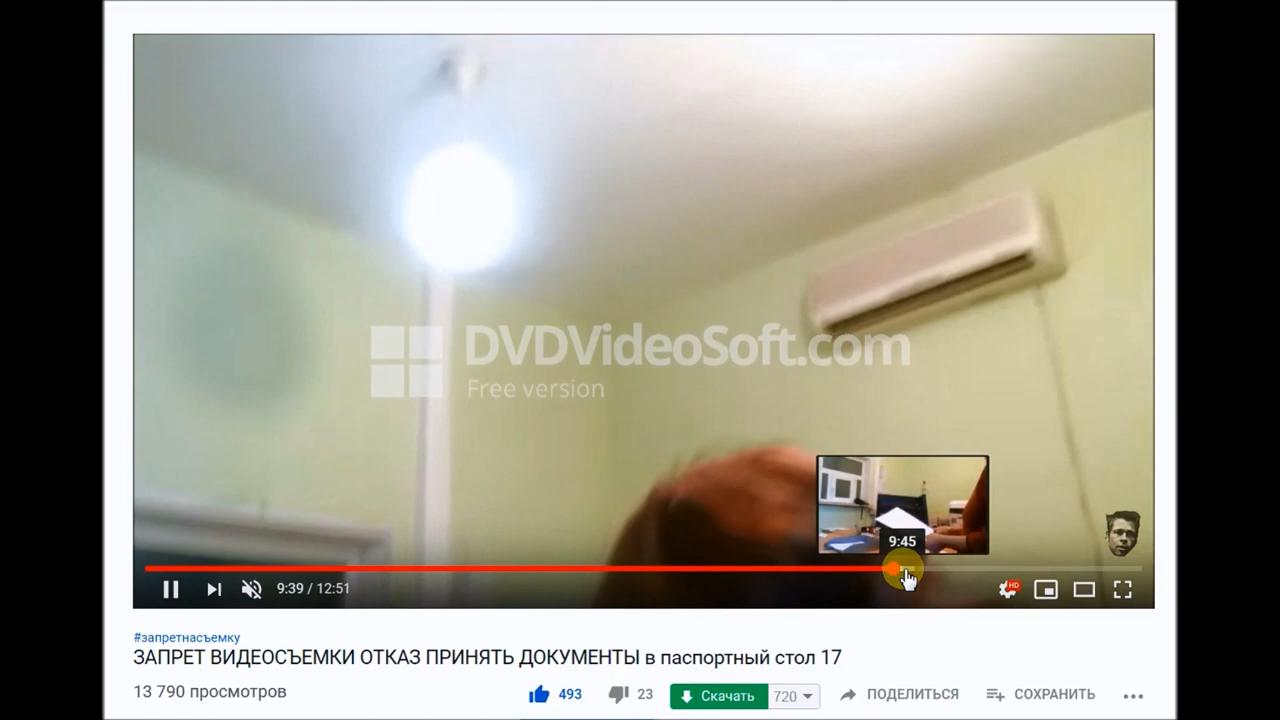 DVDVideoSoft.com
Free version
9:45
9:39 / 12:51
HD
#запретнасъемку
ЗАПРЕТ ВИДЕОСЪЕМКИ ОТКАЗ ПРИНЯТЬ ДОКУМЕНТЫ в паспортный стол 17
13 790 просмотров
493
23
Скачать
720
ПОДЕЛИТЬСЯ
СОХРАНИТЬ